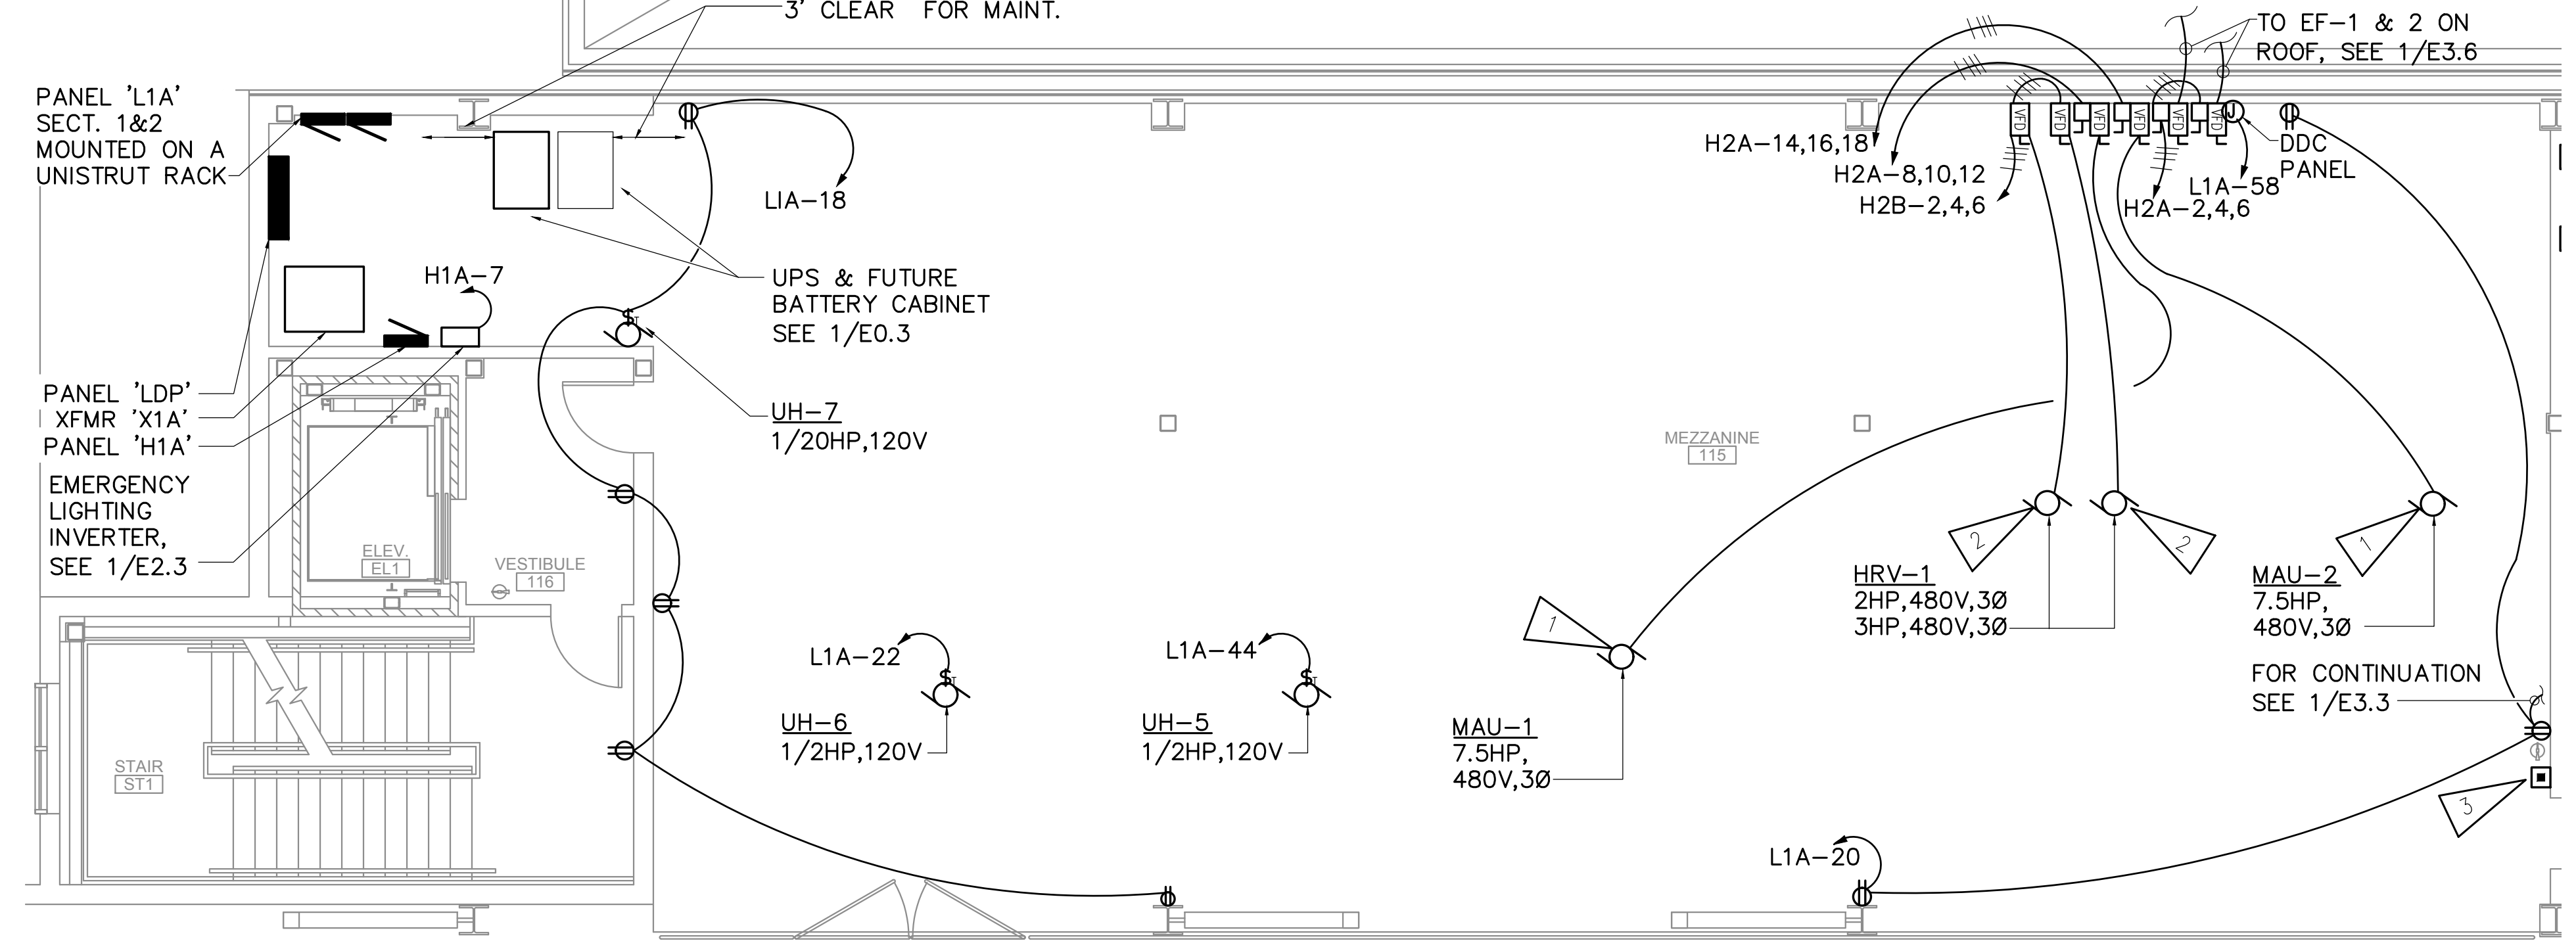 3' CLEAR FOR MAINT.
TO EF-1 & 2 ON
ROOF, SEE 1/E3.6
PANEL 'L1A'
SECT. 1&2
MOUNTED ON A
UNISTRUT RACK
LIA-18
VFD
VFD
VFD
VFD
VFD
VFD
J
H2A-14,16,18
H2A-8,10,12
H2B-2,4,6
DDC
PANEL
L1A-58
H2A-2,4,6
H1A-7
UPS & FUTURE
BATTERY CABINET
SEE 1/E0.3
$T
PANEL 'LDP'
XFMR 'X1A'
PANEL 'H1A'
UH-7
1/20HP,120V
MEZZANINE
115
EMERGENCY
LIGHTING
INVERTER,
SEE 1/E2.3
ELEV.
EL1
VESTIBULE
116
2
2
1
HRV-1
2HP,480V,3Ø
3HP,480V,3Ø
MAU-2
7.5HP,
480V,3Ø
1
L1A-22
$T
UH-6
1/2HP,120V
L1A-44
$T
UH-5
1/2HP,120V
MAU-1
7.5HP,
480V,3Ø
FOR CONTINUATION
SEE 1/E3.3
STAIR
ST1
3
L1A-20